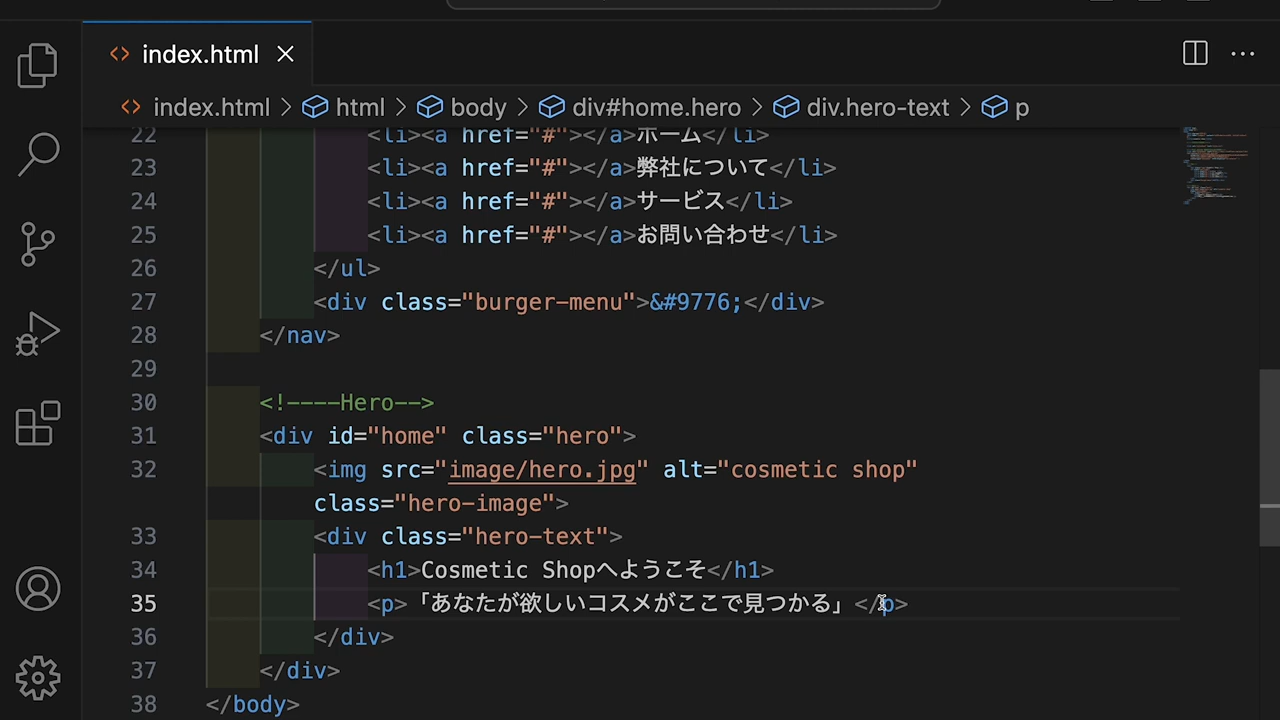 index.html
index.html > html > body > div#home.hero > div.hero-text > p
22 <li><a href="#"></a>ホーム</li>
23 <li><a href="#"></a>弊社について</li>
24 <li><a href="#"></a>サービス</li>
25 <li><a href="#"></a>お問い合わせ</li>
26 </ul>
27 <div class="burger-menu">&#9776;</div>
28 </nav>
29
30 <!----Hero-->
31 <div id="home" class="hero">
32 <img src="image/hero.jpg" alt="cosmetic shop"
class="hero-image">
33 <div class="hero-text">
34 <h1>Cosmetic Shopへようこそ</h1>
35 <p>「あなたが欲しいコスメがここで見つかる」</p>
36 </div>
37 </div>
38 </body>